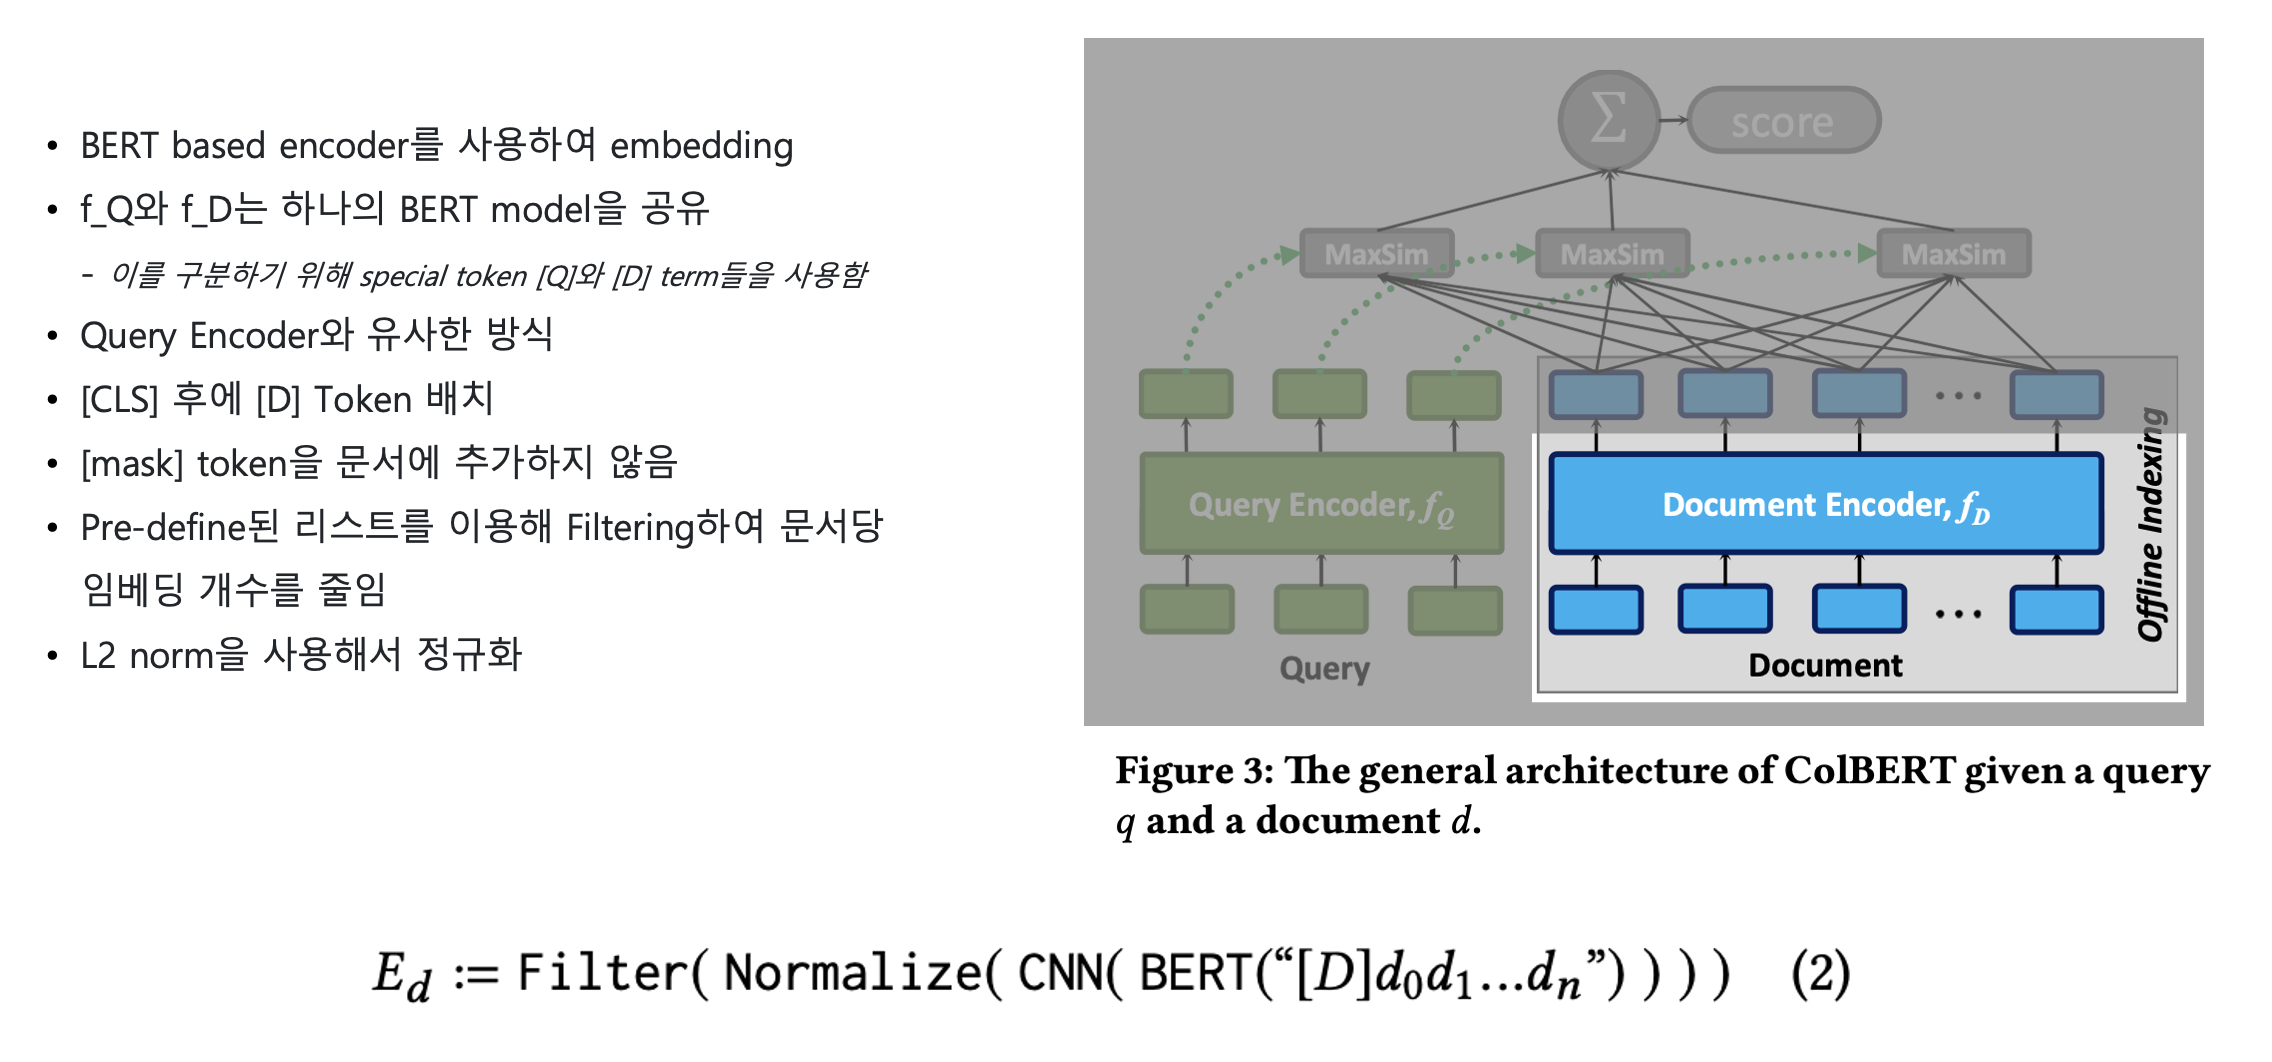 • BERT based encoder를 사용하여 embedding
• f_Q와 f_D는 하나의 BERT model을 공유
- 이를 구분하기 위해 special token [Q]와 [D] term들을 사용함
• Query Encoder와 유사한 방식
• [CLS] 후에 [D] Token 배치
• [mask] token을 문서에 추가하지 않음
• Pre-define된 리스트를 이용해 Filtering하여 문서당
임베딩 개수를 줄임
• L2 norm을 사용해서 정규화
Σ score
MaxSim MaxSim MaxSim
Query Encoder, f_Q
Document Encoder, f_D
Offline Indexing
Query
Document
Figure 3: The general architecture of ColBERT given a query
q and a document d.
E_d := Filter( Normalize( CNN( BERT(“[D]d_0d_1...d_n”) ) ) ) (2)